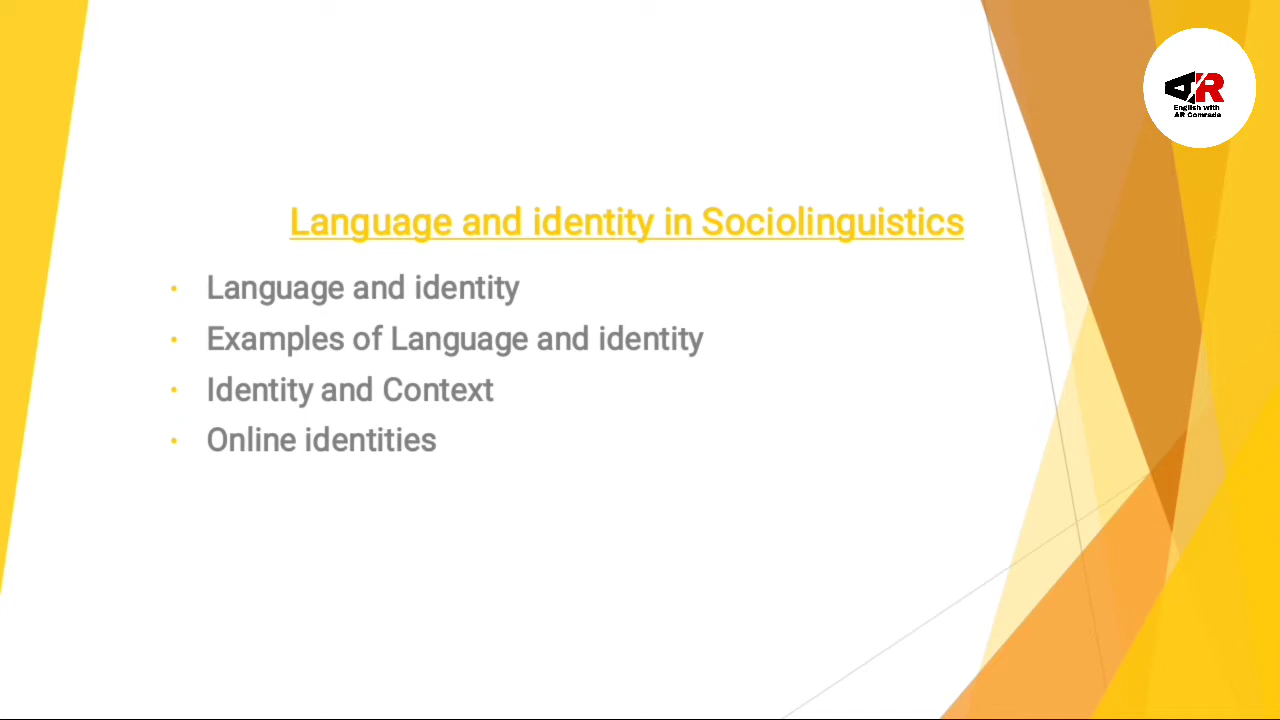 AR
English with
AR Comrade
Language and identity in Sociolinguistics
• Language and identity
• Examples of Language and identity
• Identity and Context
• Online identities